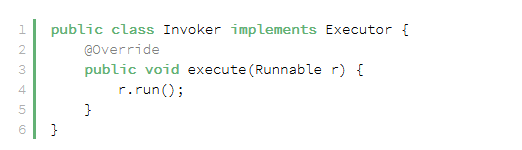 1 public class Invoker implements Executor {
2     @Override
3     public void execute(Runnable r) {
4         r.run();
5     }
6 }